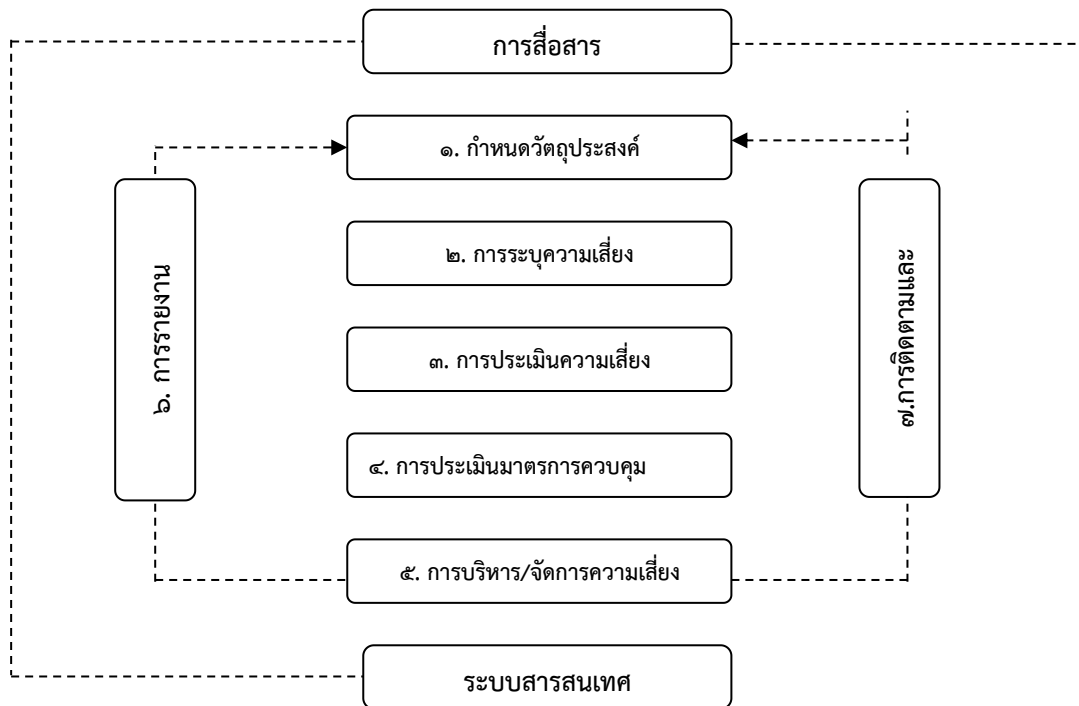 การสื่อสาร
๑. กำหนดวัตถุประสงค์
๒. การระบุความเสี่ยง
๓. การประเมินความเสี่ยง
๔. การประเมินมาตรการควบคุม
๕. การบริหาร/จัดการความเสี่ยง
๖. การรายงาน
๗.การติดตามและ
ระบบสารสนเทศ